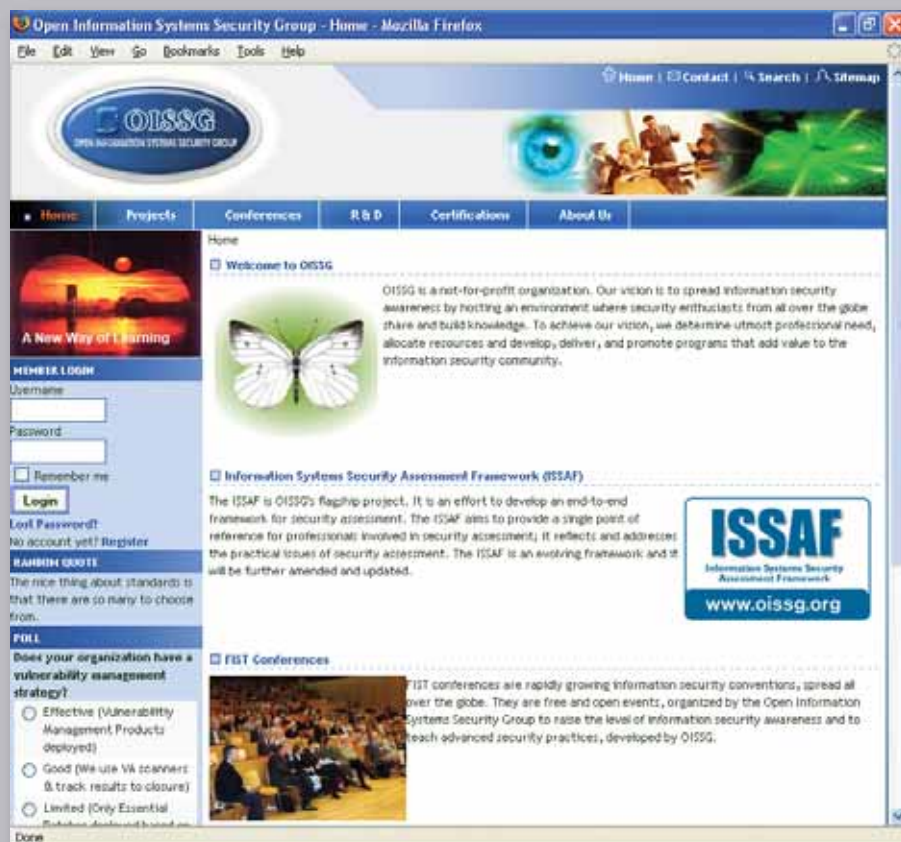 Open Information Systems Security Group - Home - Mozilla Firefox
File Edit View Go Bookmarks Tools Help
Home | Contact | Search | Sitemap
OISSG
OPEN INFORMATION SYSTEMS SECURITY GROUP
Home Projects Conferences R & D Certifications About Us
A New Way of Learning
MEMBER LOGIN
Username
Password
Remember me
Login
Lost Password?
No account yet? Register
RANDOM QUOTE
The nice thing about standards is
that there are so many to choose
from.
POLL
Does your organization have a
vulnerability management
strategy?
Effective (Vulnerability
Management Products
deployed)
Good (We use VA scanners
& track results to closure)
Limited (Only Essential
Home
Welcome to OISSG
OISSG is a not-for-profit organization. Our vision is to spread information security
awareness by hosting an environment where security enthusiasts from all over the globe
share and build knowledge. To achieve our vision, we determine utmost professional need,
allocate resources and develop, deliver, and promote programs that add value to the
information security community.
Information Systems Security Assessment Framework (ISSAF)
The ISSAF is OISSG's flagship project. It is an effort to develop an end-to-end
framework for security assessment. The ISSAF aims to provide a single point of
reference for professionals involved in security assessment; it reflects and addresses
the practical issues of security assessment. The ISSAF is an evolving framework and it
will be further amended and updated.
ISSAF
Information Systems Security
Assessment Framework
www.oissg.org
FIST Conferences
FIST conferences are rapidly growing information security conventions, spread all
over the globe. They are free and open events, organized by the Open Information
Systems Security Group to raise the level of information security awareness and to
teach advanced security practices, developed by OISSG.
Done